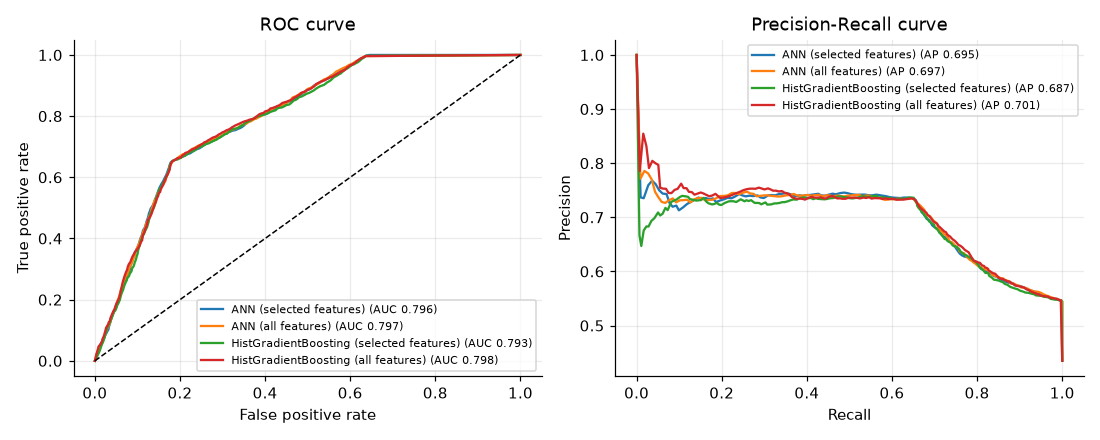 ROC curve
1.0
0.8
0.6
0.4
0.2
0.0
True positive rate
ANN (selected features) (AUC 0.796)
ANN (all features) (AUC 0.797)
HistGradientBoosting (selected features) (AUC 0.793)
HistGradientBoosting (all features) (AUC 0.798)
0.0 0.2 0.4 0.6 0.8 1.0
False positive rate
Precision-Recall curve
1.0
0.9
0.8
0.7
0.6
0.5
Precision
ANN (selected features) (AP 0.695)
ANN (all features) (AP 0.697)
HistGradientBoosting (selected features) (AP 0.687)
HistGradientBoosting (all features) (AP 0.701)
0.0 0.2 0.4 0.6 0.8 1.0
Recall